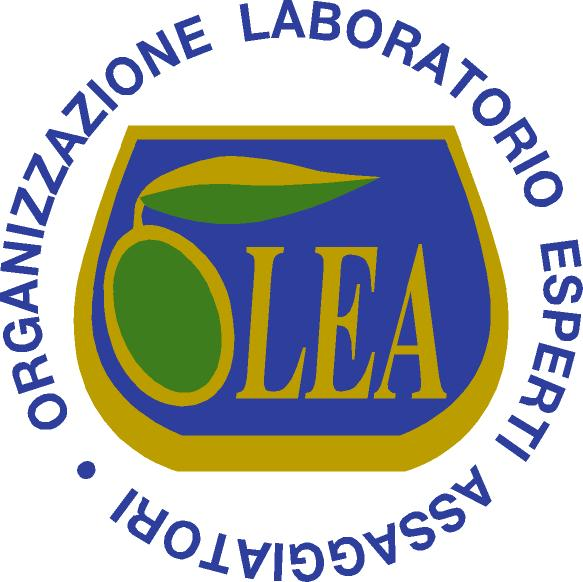 ORGANIZZAZIONE LABORATORIO ESPERTI ASSAGGIATORI •
OLEA